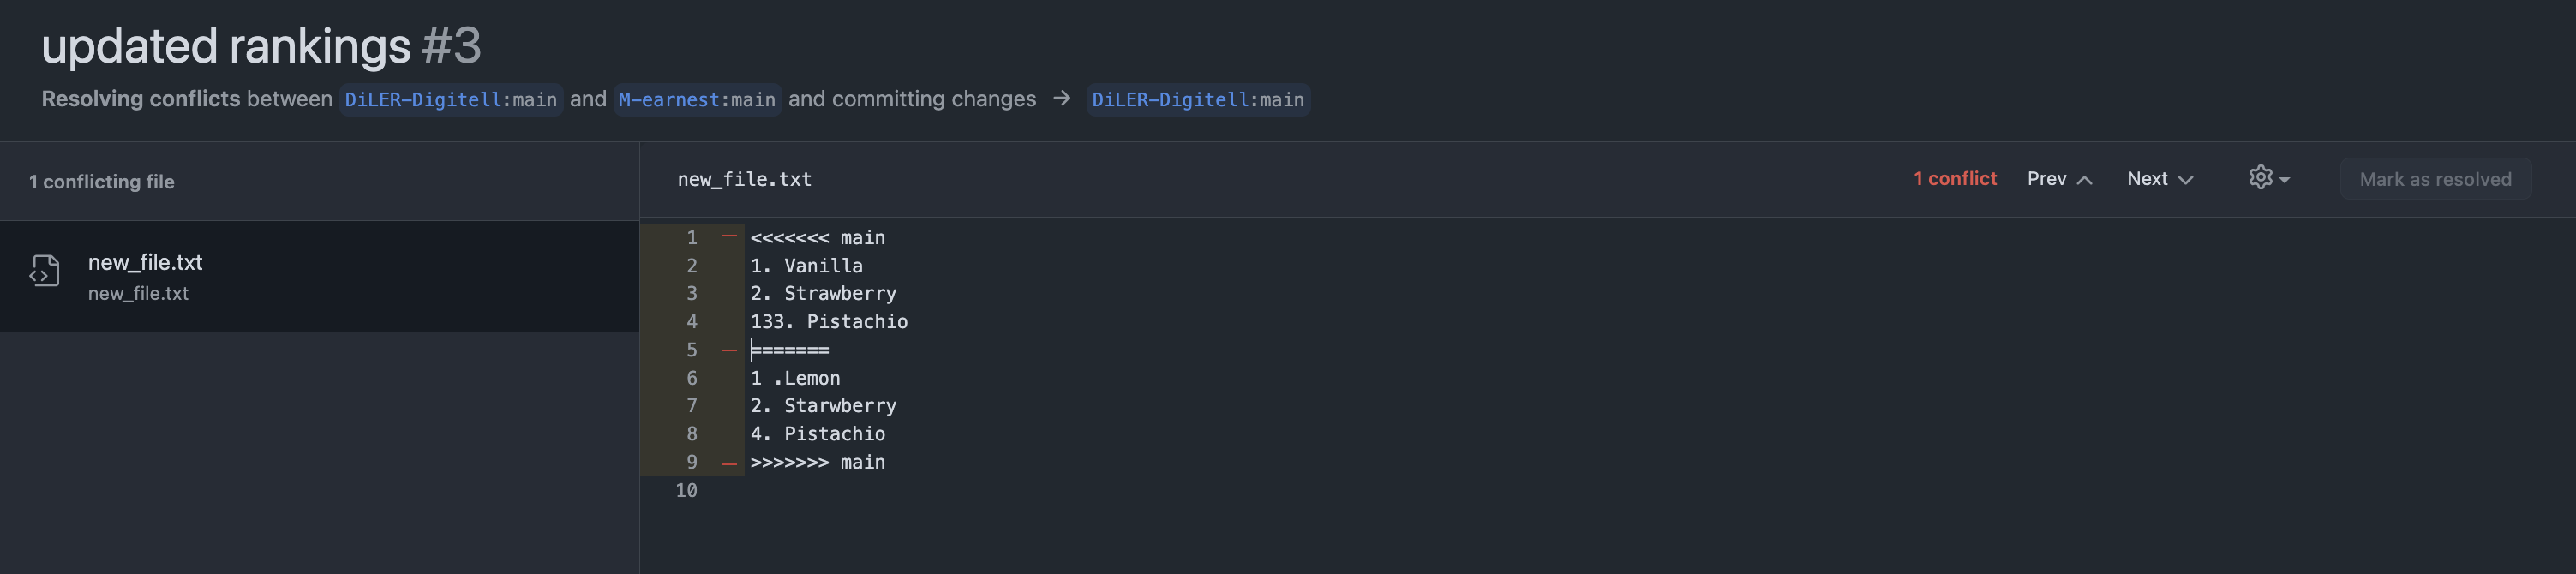 updated rankings #3
Resolving conflicts between DiLER-Digitell:main and M-earnest:main and committing changes → DiLER-Digitell:main
1 conflicting file
new_file.txt
new_file.txt
new_file.txt
1 conflict Prev Next Mark as resolved
1 <<<<<<< main
2 1. Vanilla
3 2. Strawberry
4 133. Pistachio
5 =======
6 1 .Lemon
7 2. Starwberry
8 4. Pistachio
9 >>>>>>> main
10